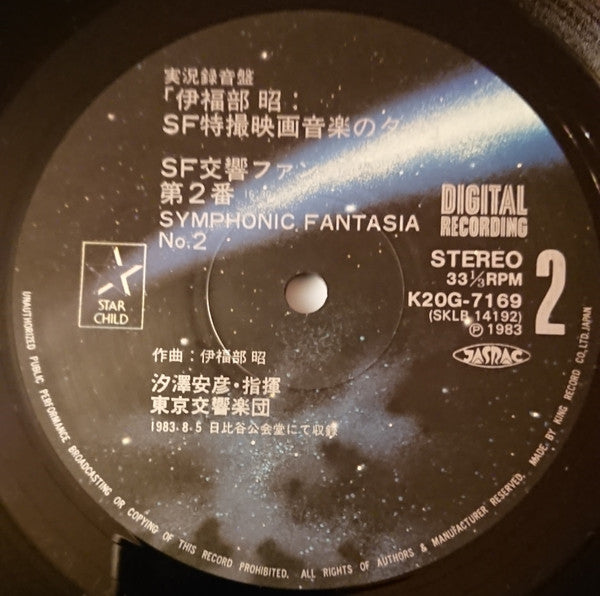 実況録音盤
「伊福部 昭:
SF特撮映画音楽の
SF交響ファン
第2番
SYMPHONIC FANTASIA
No.2
DIGITAL
RECORDING
STEREO
33⅓RPM
K20G-7169
(SKLB 14192)
Ⓟ1983
2
JASRAC
STAR
CHILD
作曲:伊福部 昭
汐澤安彦・指揮
東京交響楽団
1983.8.5 日比谷公会堂にて収録
UNAUTHORIZED PUBLIC PERFORMANCE BROADCASTING OR COPYING OF THIS RECORD PROHIBITED. ALL RIGHTS OF AUTHORS & MANUFACTURER RESERVED. MADE BY KING RECORD CO., LTD. JAPAN